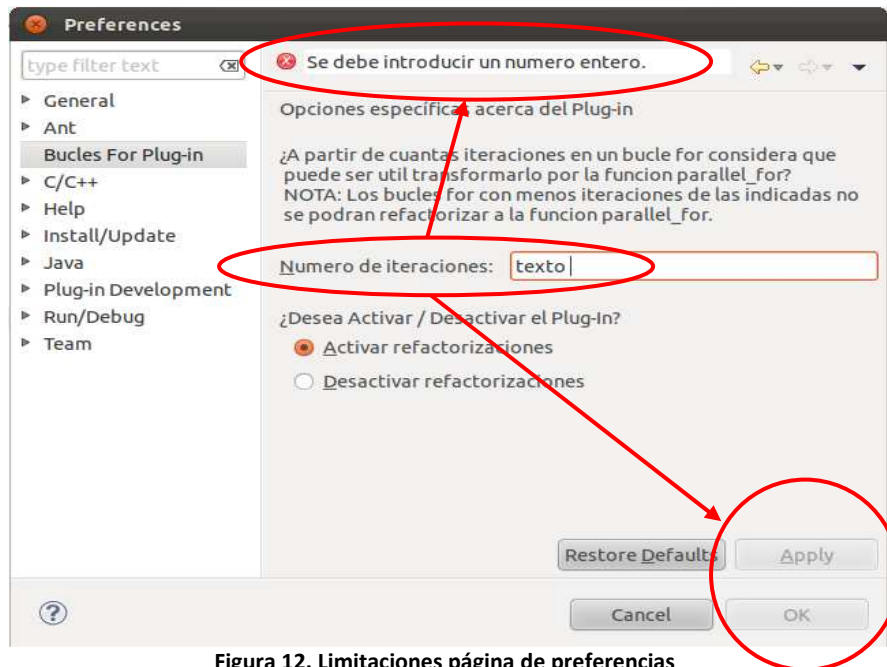 Preferences
type filter text
Se debe introducir un numero entero.
General
Ant
Bucles For Plug-in
C/C++
Help
Install/Update
Java
Plug-in Development
Run/Debug
Team
Opciones específicas acerca del Plug-in
¿A partir de cuantas iteraciones en un bucle for considera que
puede ser util transformarlo por la funcion parallel_for?
NOTA: Los bucles for con menos iteraciones de las indicadas no
se podran refactorizar a la funcion parallel_for.
Numero de iteraciones: texto
¿Desea Activar / Desactivar el Plug-In?
Activar refactorizaciones
Desactivar refactorizaciones
Restore Defaults Apply
? Cancel OK
Figura 12. Limitaciones página de preferencias